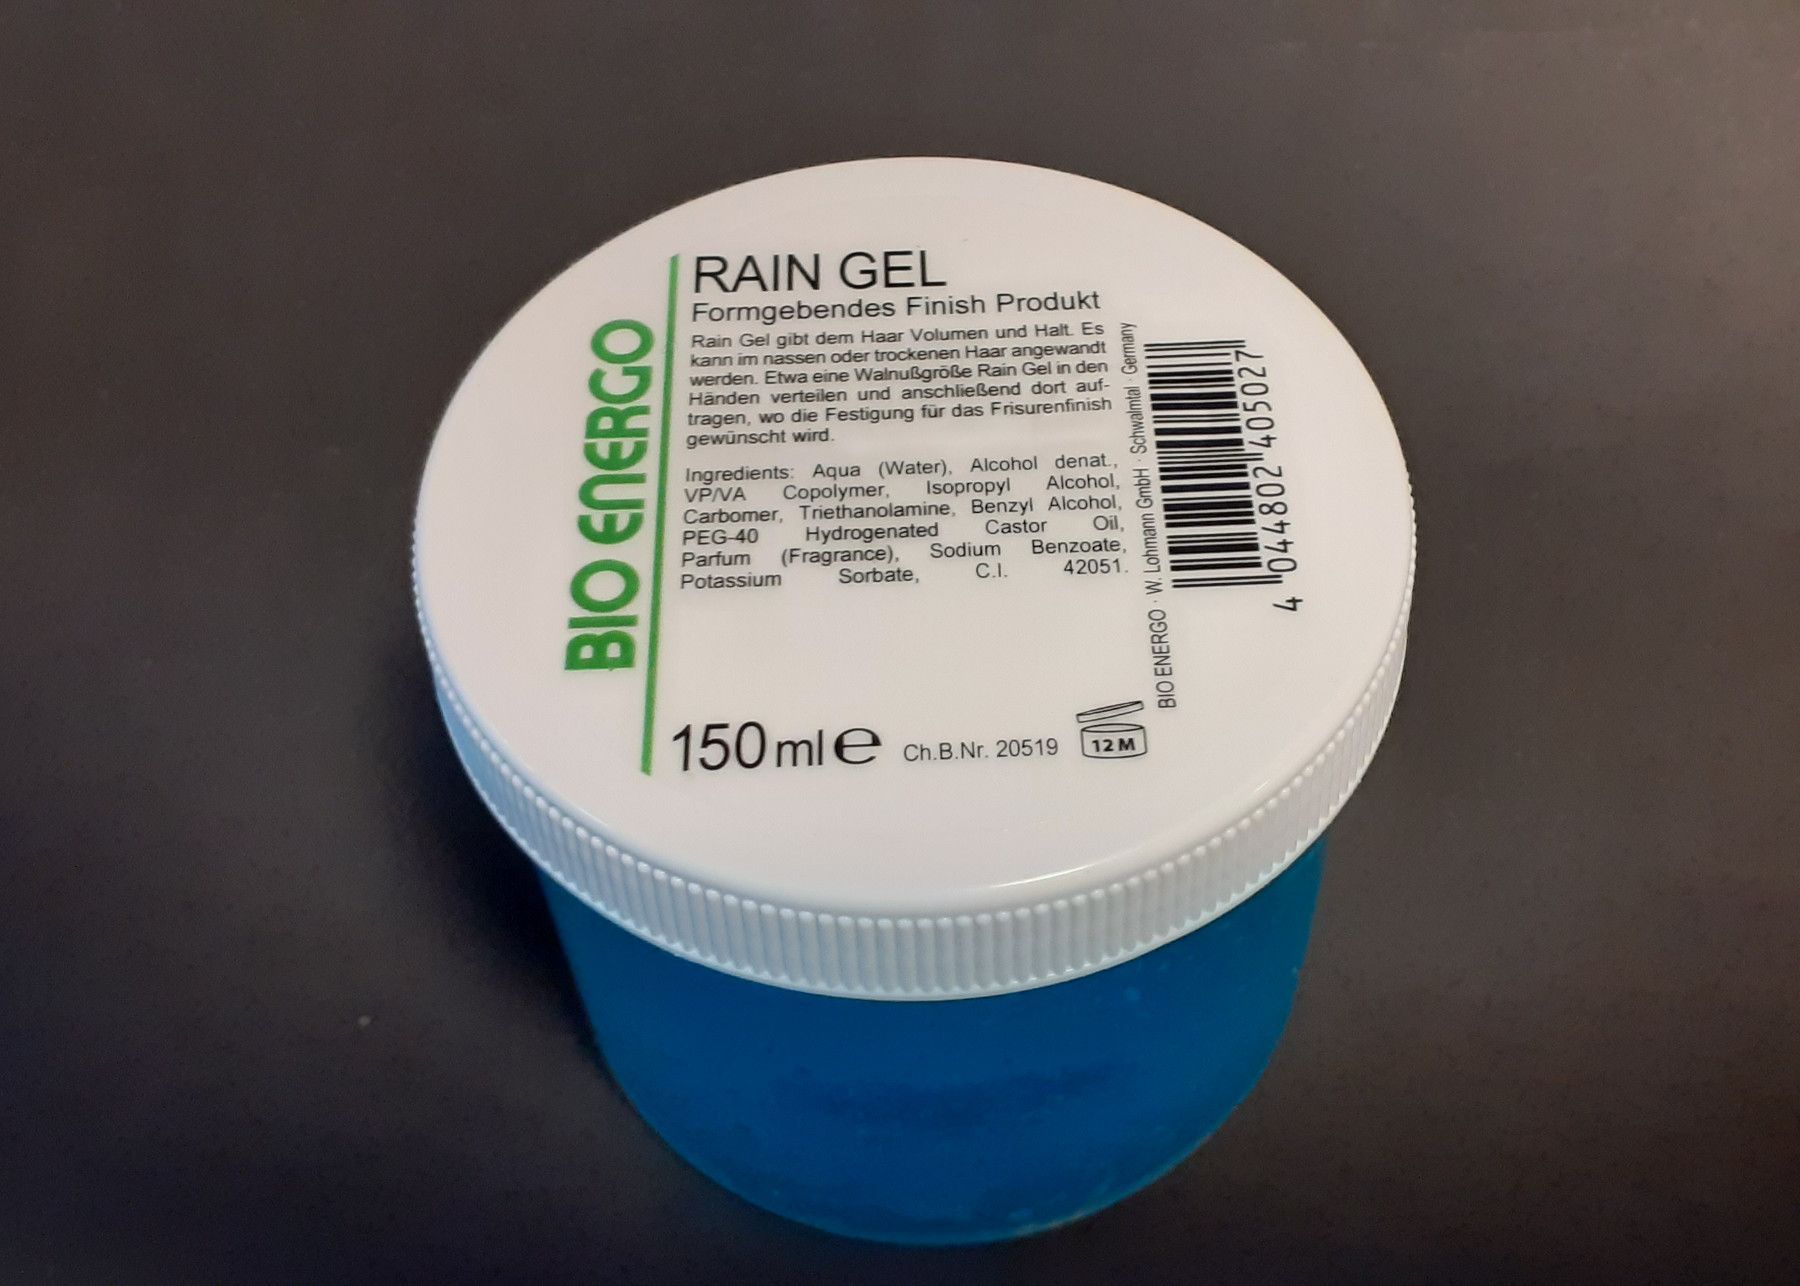 BIO ENERGO
RAIN GEL
Formgebendes Finish Produkt
Rain Gel gibt dem Haar Volumen und Halt. Es
kann im nassen oder trockenen Haar angewandt
werden. Etwa eine Walnußgröße Rain Gel in den
Händen verteilen und anschließend dort auf-
tragen, wo die Festigung für das Frisurenfinish
gewünscht wird.
Ingredients: Aqua (Water), Alcohol denat.,
VP/VA Copolymer, Isopropyl Alcohol,
Carbomer, Triethanolamine, Benzyl Alcohol,
PEG-40 Hydrogenated Castor Oil,
Parfum (Fragrance), Sodium Benzoate,
Potassium Sorbate, C.I. 42051.
150 ml e
Ch.B.Nr. 20519
12 M
BIO ENERGO · W. Lohmann GmbH · Schwalmtal · Germany
4 044802 405027